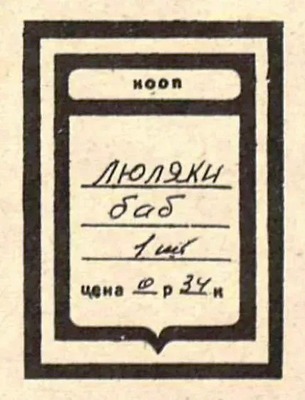 кооп
Люляки
баб
1 шт
цена 0 р 34 к